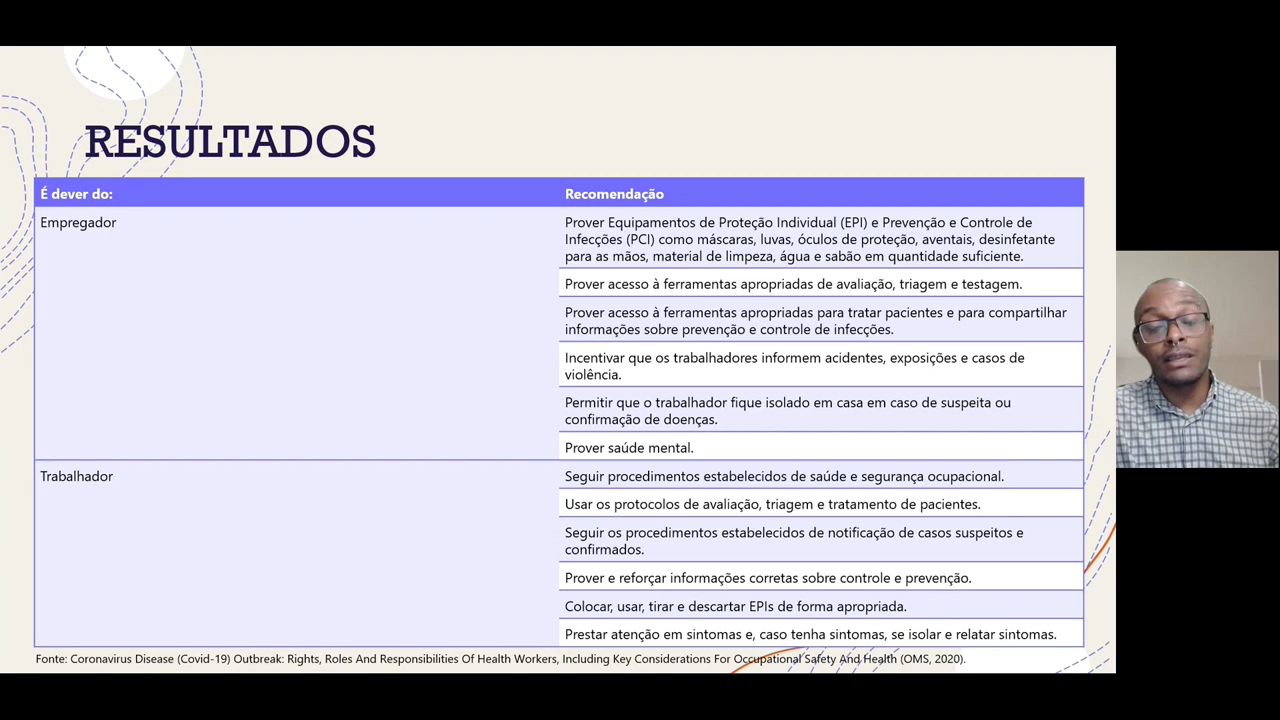 RESULTADOS
É dever do:
Recomendação
Empregador
Prover Equipamentos de Proteção Individual (EPI) e Prevenção e Controle de
Infecções (PCI) como máscaras, luvas, óculos de proteção, aventais, desinfetante
para as mãos, material de limpeza, água e sabão em quantidade suficiente.
Prover acesso à ferramentas apropriadas de avaliação, triagem e testagem.
Prover acesso à ferramentas apropriadas para tratar pacientes e para compartilhar
informações sobre prevenção e controle de infecções.
Incentivar que os trabalhadores informem acidentes, exposições e casos de
violência.
Permitir que o trabalhador fique isolado em casa em caso de suspeita ou
confirmação de doenças.
Prover saúde mental.
Trabalhador
Seguir procedimentos estabelecidos de saúde e segurança ocupacional.
Usar os protocolos de avaliação, triagem e tratamento de pacientes.
Seguir os procedimentos estabelecidos de notificação de casos suspeitos e
confirmados.
Prover e reforçar informações corretas sobre controle e prevenção.
Colocar, usar, tirar e descartar EPIs de forma apropriada.
Prestar atenção em sintomas e, caso tenha sintomas, se isolar e relatar sintomas.
Fonte: Coronavirus Disease (Covid-19) Outbreak: Rights, Roles And Responsibilities Of Health Workers, Including Key Considerations For Occupational Safety And Health (OMS, 2020).